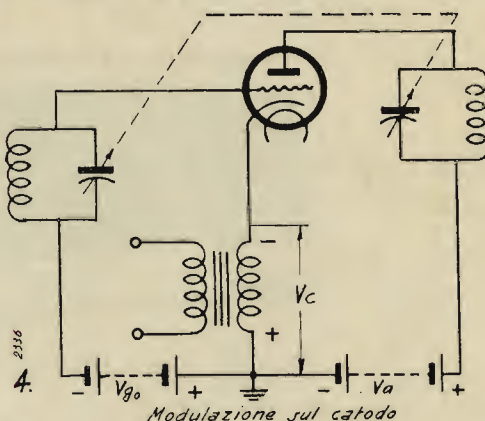 -
Vc
+
2336
4.
- Vgo + - Va +
Modulazione sul catodo